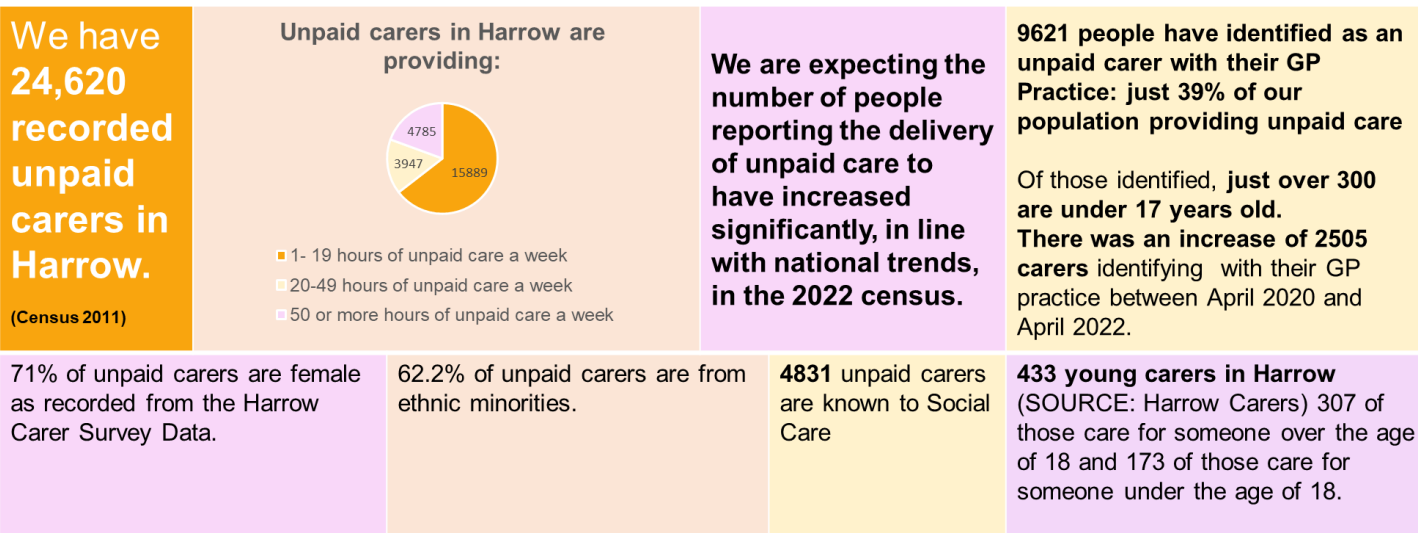 We have
24,620
recorded
unpaid
carers in
Harrow.
(Census 2011)
Unpaid carers in Harrow are
providing:
4785
3947
15889
1- 19 hours of unpaid care a week
20-49 hours of unpaid care a week
50 or more hours of unpaid care a week
We are expecting the
number of people
reporting the delivery
of unpaid care to
have increased
significantly, in line
with national trends,
in the 2022 census.
9621 people have identified as an
unpaid carer with their GP
Practice: just 39% of our
population providing unpaid care
Of those identified, just over 300
are under 17 years old.
There was an increase of 2505
carers identifying with their GP
practice between April 2020 and
April 2022.
71% of unpaid carers are female
as recorded from the Harrow
Carer Survey Data.
62.2% of unpaid carers are from
ethnic minorities.
4831 unpaid carers
are known to Social
Care
433 young carers in Harrow
(SOURCE: Harrow Carers) 307 of
those care for someone over the age
of 18 and 173 of those care for
someone under the age of 18.